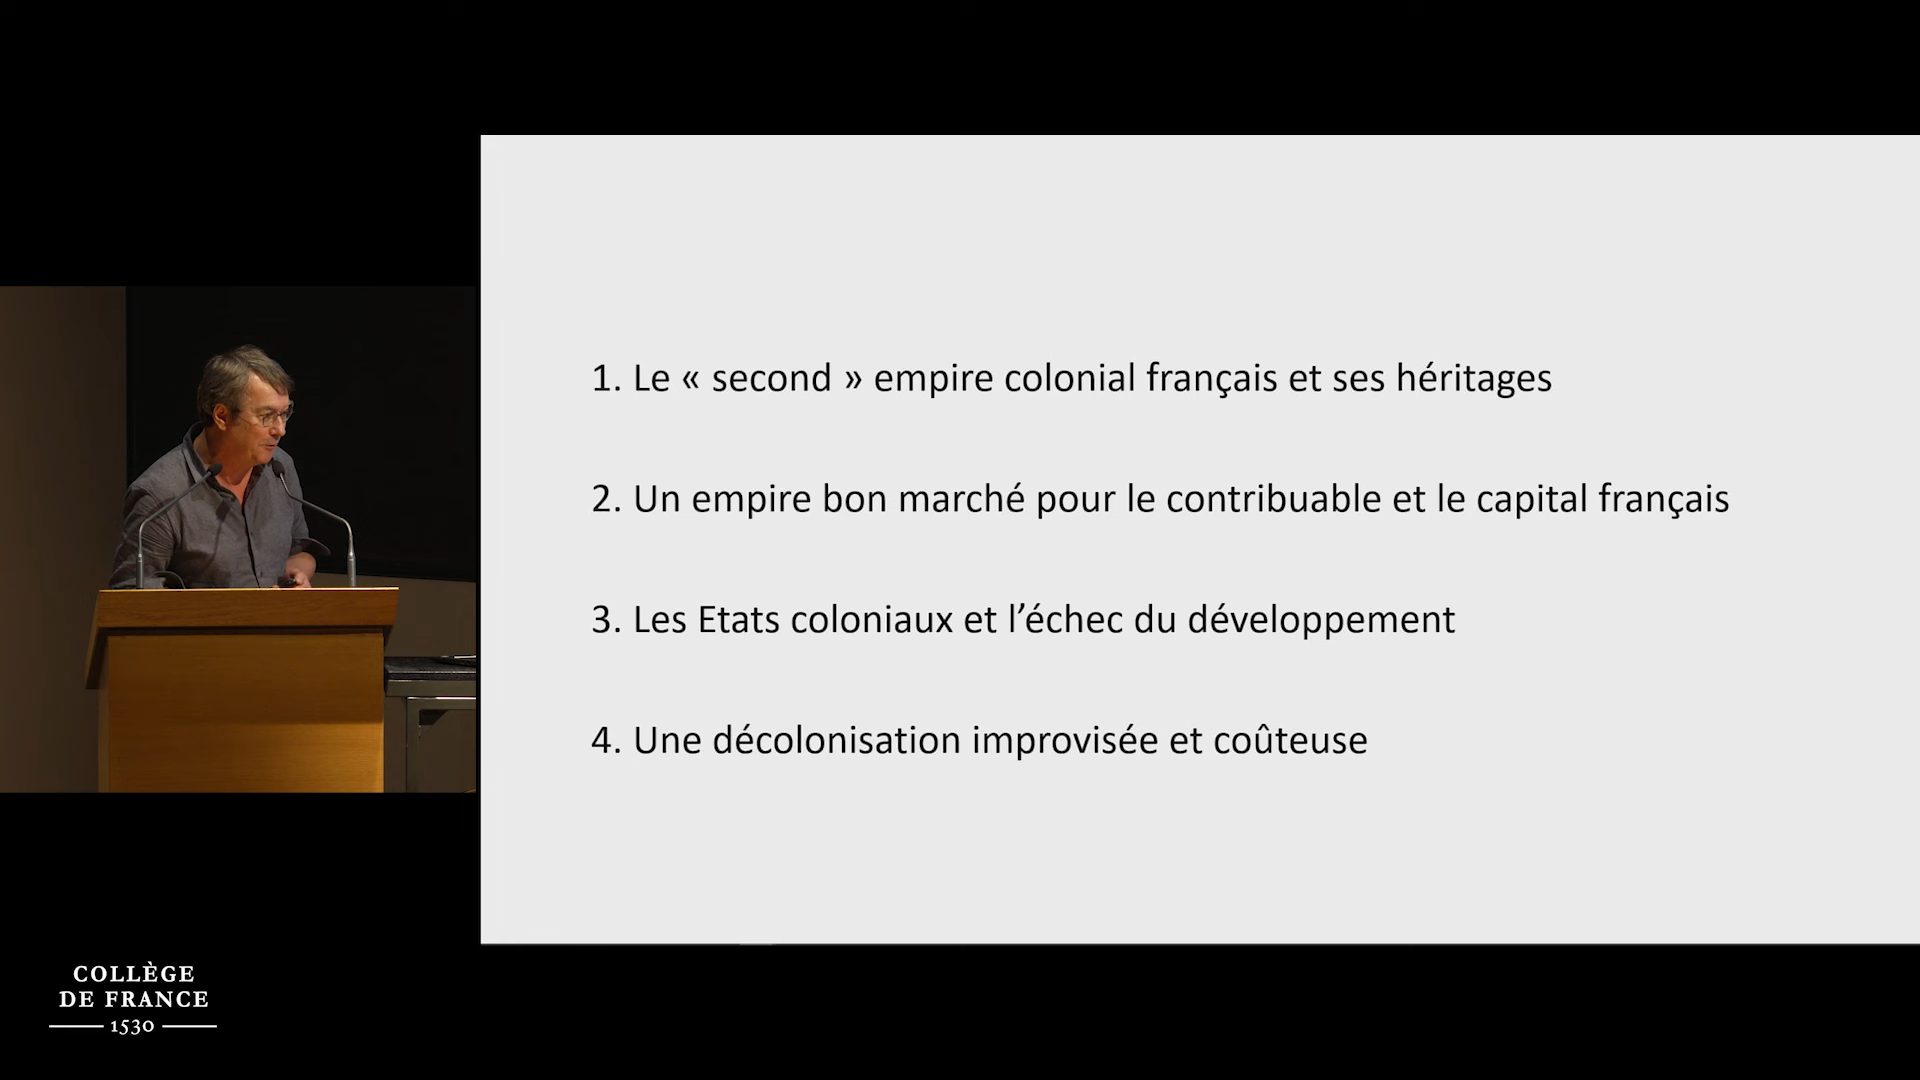 1. Le « second » empire colonial français et ses héritages
2. Un empire bon marché pour le contribuable et le capital français
3. Les Etats coloniaux et l’échec du développement
4. Une décolonisation improvisée et coûteuse
COLLÈGE
DE FRANCE
1530